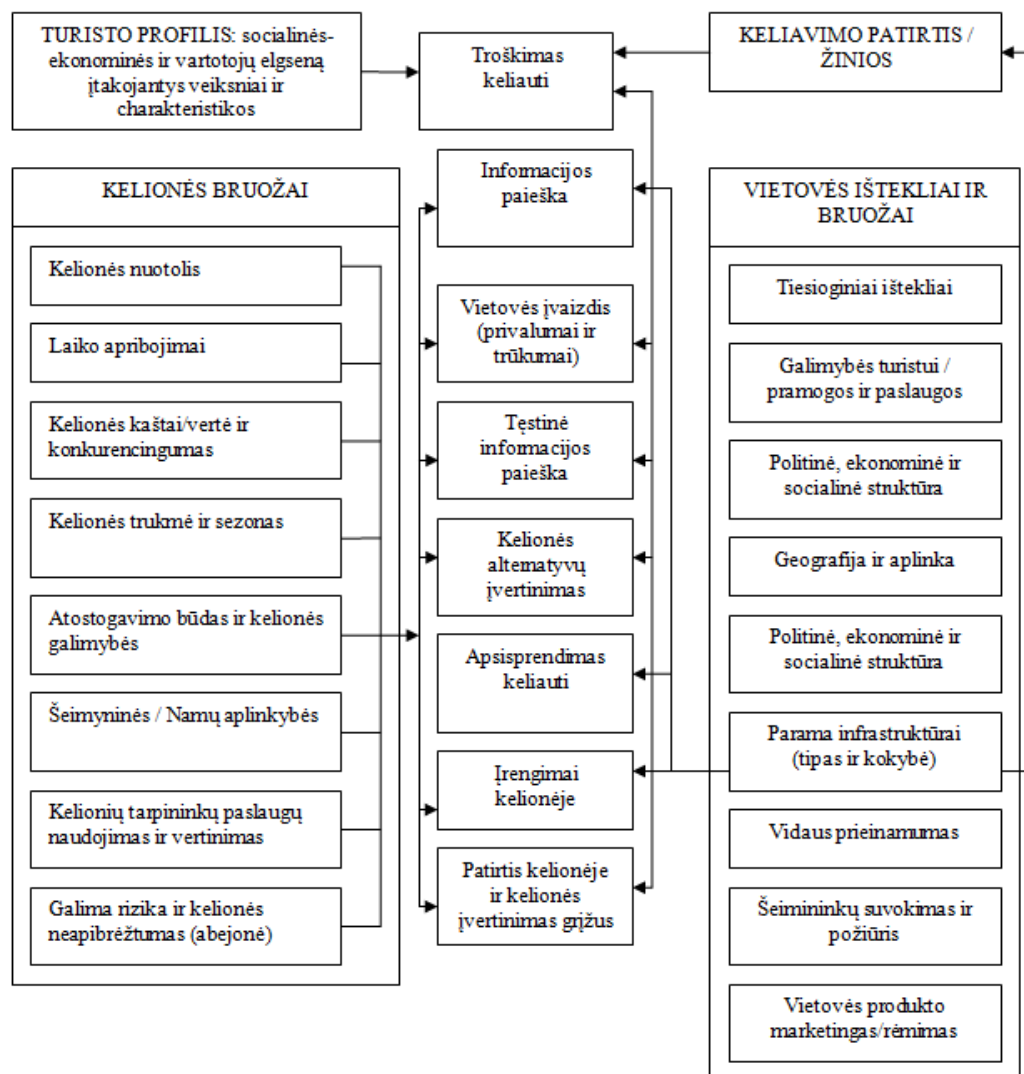 TURISTO PROFILIS: socialinės-
ekonominės ir vartotojų elgseną
įtakojantys veiksniai ir
charakteristikos
Troškimas
keliauti
KELIAVIMO PATIRTIS /
ŽINIOS
KELIONĖS BRUOŽAI
Kelionės nuotolis
Laiko apribojimai
Kelionės kaštai/vertė ir
konkurencingumas
Kelionės trukmė ir sezonas
Atostogavimo būdas ir kelionės
galimybės
Šeimyninės / Namų aplinkybės
Kelionių tarpininkų paslaugų
naudojimas ir vertinimas
Galima rizika ir kelionės
neapibrėžtumas (abejonė)
Informacijos
paieška
Vietovės įvaizdis
(privalumai ir
trūkumai)
Tęstinė
informacijos
paieška
Kelionės
alternatyvų
įvertinimas
Apsisprendimas
keliauti
Įrengimai
kelionėje
Patirtis kelionėje
ir kelionės
įvertinimas grįžus
VIETOVĖS IŠTEKLIAI IR
BRUOŽAI
Tiesioginiai ištekliai
Galimybės turistui /
pramogos ir paslaugos
Politinė, ekonominė ir
socialinė struktūra
Geografija ir aplinka
Politinė, ekonominė ir
socialinė struktūra
Parama infrastruktūrai
(tipas ir kokybė)
Vidaus prieinamumas
Šeimininkų suvokimas ir
požiūris
Vietovės produkto
marketingas/rėmimas